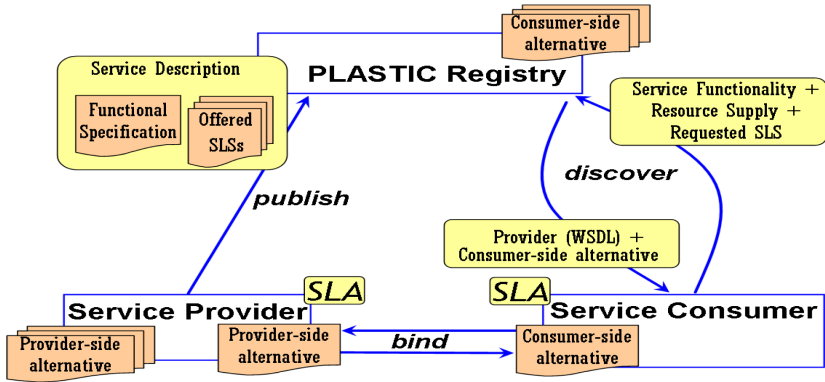 Consumer-side
alternative
Service Description
PLASTIC Registry
Functional
Specification
Offered
SLSs
Service Functionality +
Resource Supply +
Requested SLS
discover
publish
Provider (WSDL) +
Consumer-side alternative
SLA
SLA
Service Provider
Service Consumer
Provider-side
alternative
Provider-side
alternative
bind
Consumer-side
alternative